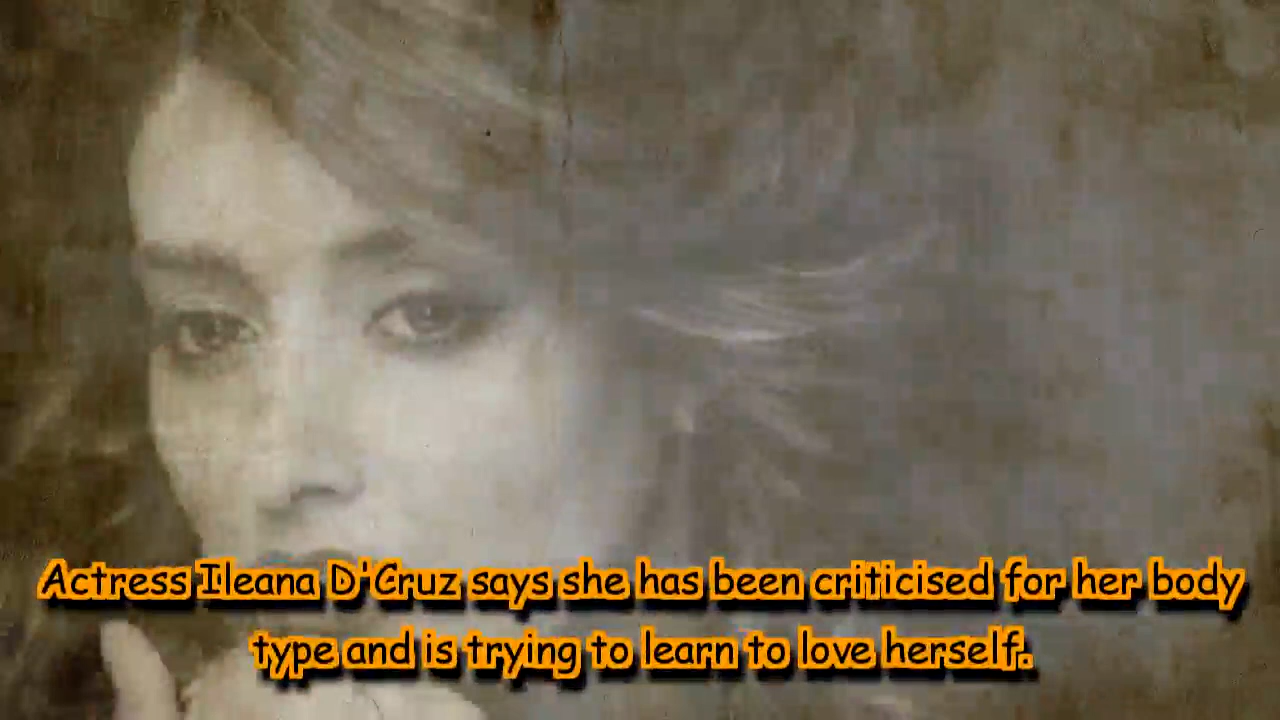 Actress Ileana D'Cruz says she has been criticised for her body
type and is trying to learn to love herself.